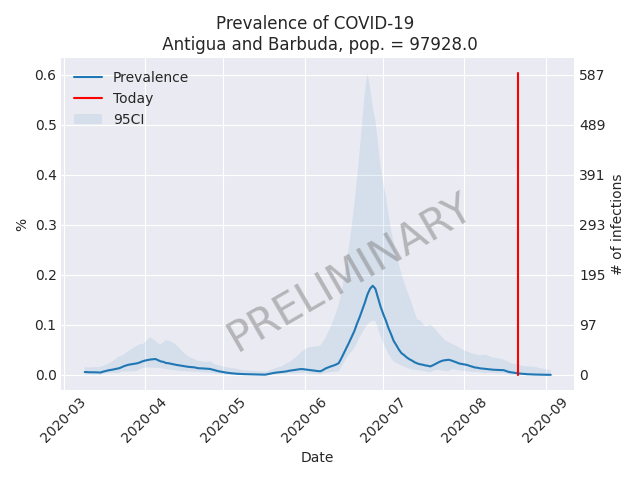 Prevalence of COVID-19
Antigua and Barbuda, pop. = 97928.0
Prevalence
Today
95CI
0.6
0.5
0.4
0.3
0.2
0.1
0.0
%
587
489
391
293
195
97
0
# of infections
PRELIMINARY
2020-03
2020-04
2020-05
2020-06
2020-07
2020-08
2020-09
Date